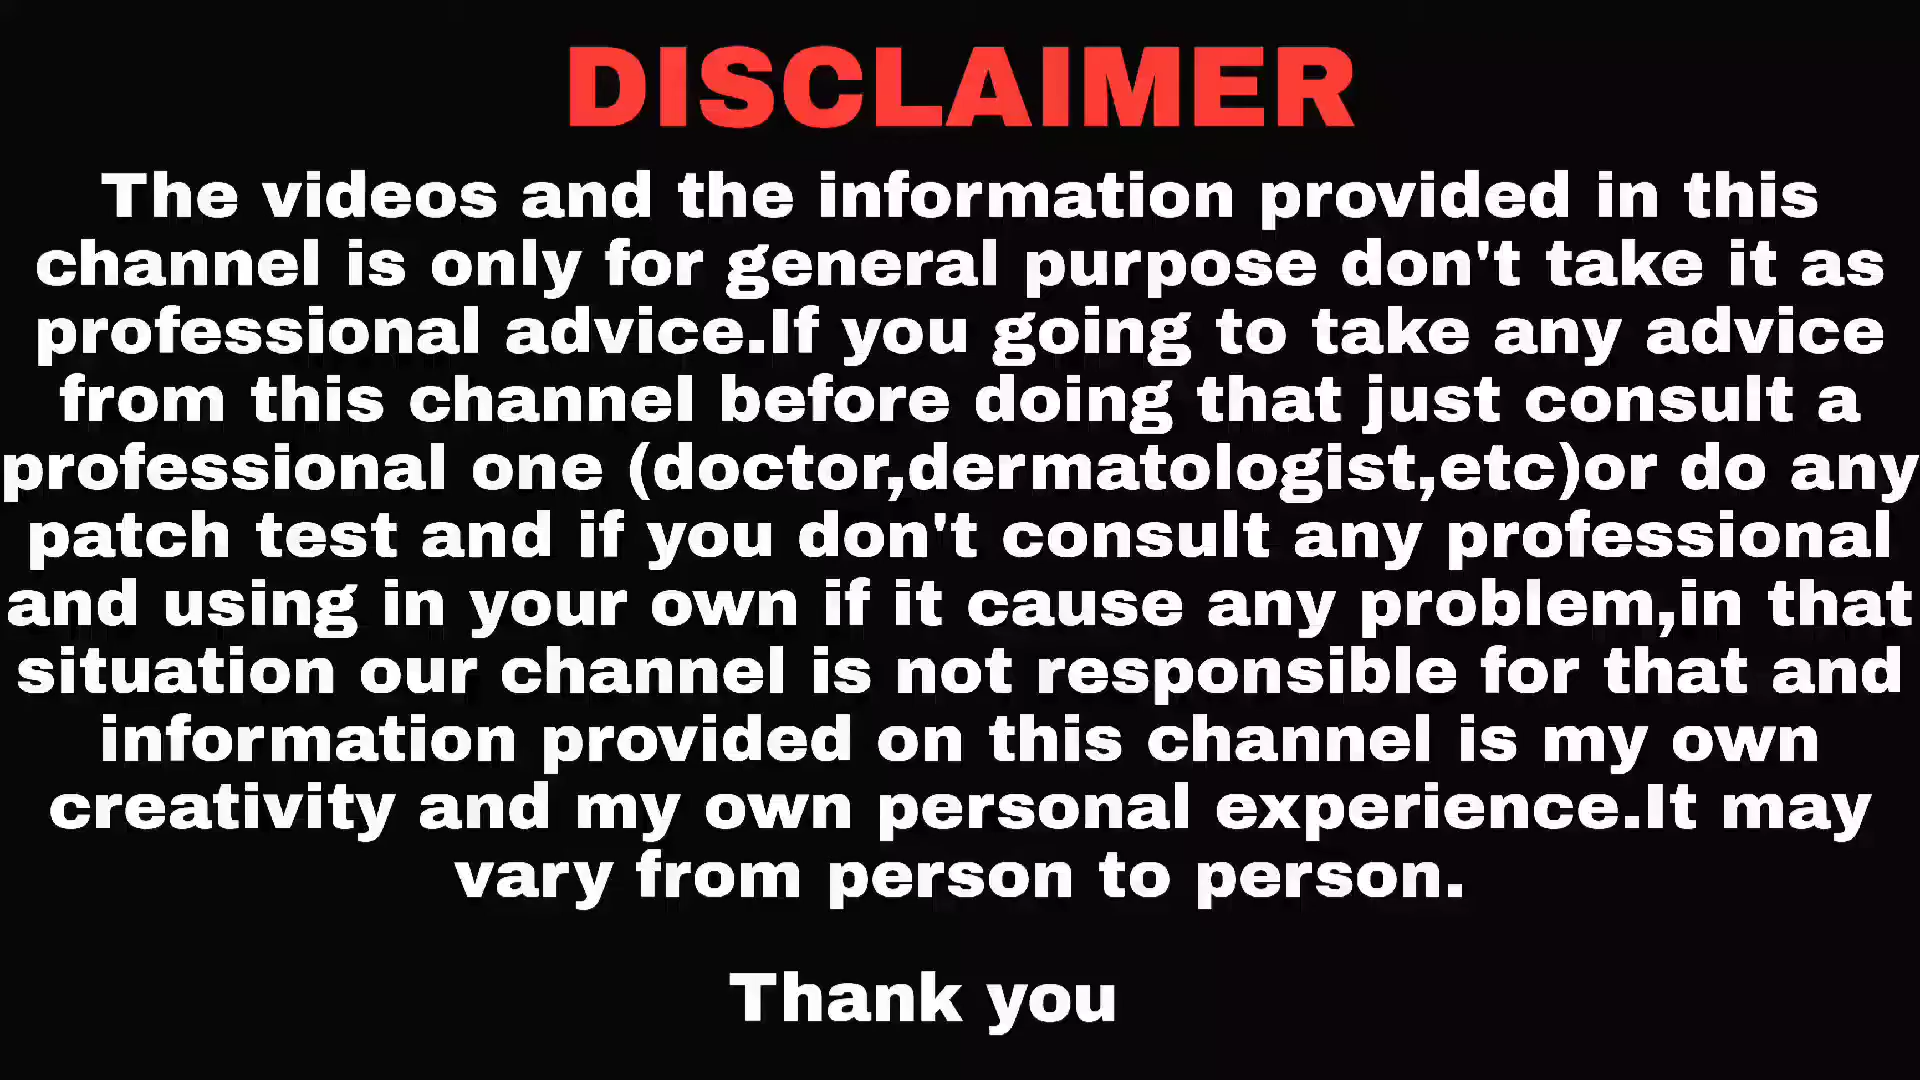 DISCLAIMER
The videos and the information provided in this
channel is only for general purpose don't take it as
professional advice.If you going to take any advice
from this channel before doing that just consult a
professional one (doctor,dermatologist,etc)or do any
patch test and if you don't consult any professional
and using in your own if it cause any problem,in that
situation our channel is not responsible for that and
information provided on this channel is my own
creativity and my own personal experience.It may
vary from person to person.
Thank you